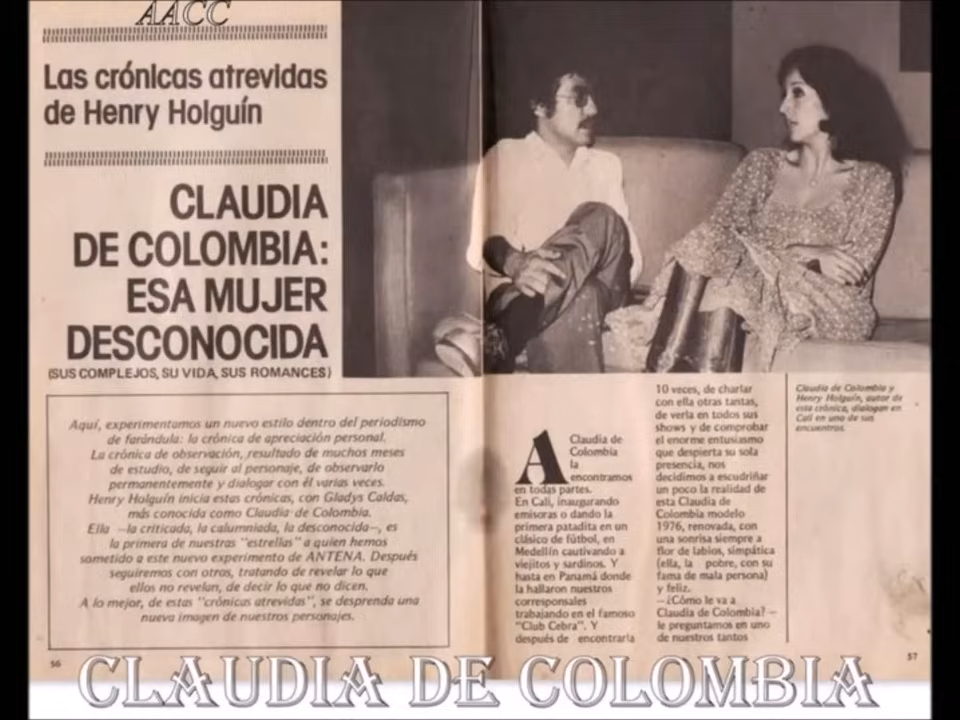 AACC
Las crónicas atrevidas
de Henry Holguín
CLAUDIA
DE COLOMBIA:
ESA MUJER
DESCONOCIDA
(SUS COMPLEJOS, SU VIDA, SUS ROMANCES)
Aquí, experimentamos un nuevo estilo dentro del periodismo
de farándula: la crónica de apreciación personal.
La crónica de observación, resultado de muchos meses
de estudio, de seguir al personaje, de observarlo
permanentemente y dialogar con él varias veces.
Henry Holguín inicia estas crónicas, con Gladys Caldas,
más conocida como Claudia de Colombia.
Ella —la criticada, la calumniada, la desconocida—, es
la primera de nuestras "estrellas" a quien hemos
sometido a este nuevo experimento de ANTENA. Después
seguiremos con otros, tratando de revelar lo que
ellos no revelan, de decir lo que no dicen.
A lo mejor, de estas "crónicas atrevidas", se desprenda una
nueva imagen de nuestros personajes.
56
A Claudia de
Colombia
la
encontramos
en todas partes.
En Cali, inaugurando
emisoras o dando la
primera patadita en un
clásico de fútbol, en
Medellín cautivando a
viejitos y sardinos. Y
hasta en Panamá donde
la hallaron nuestros
corresponsales
trabajando en el famoso
"Club Cebra". Y
después de encontrarla
10 veces, de charlar
con ella otras tantas,
de verla en todos sus
shows y de comprobar
el enorme entusiasmo
que despierta su sola
presencia, nos
decidimos a escudriñar
un poco la realidad de
esta Claudia de
Colombia modelo
1976, renovada, con
una sonrisa siempre a
flor de labios, simpática
(ella, la pobre, con su
fama de mala persona)
y feliz.
—¿Cómo le va a
Claudia de Colombia? —
le preguntamos en uno
de nuestros tantos
Claudia de Colombia y
Henry Holguín, autor de
esta crónica, dialogan en
Cali en uno de sus
encuentros.
57
CLAUDIA DE COLOMBIA